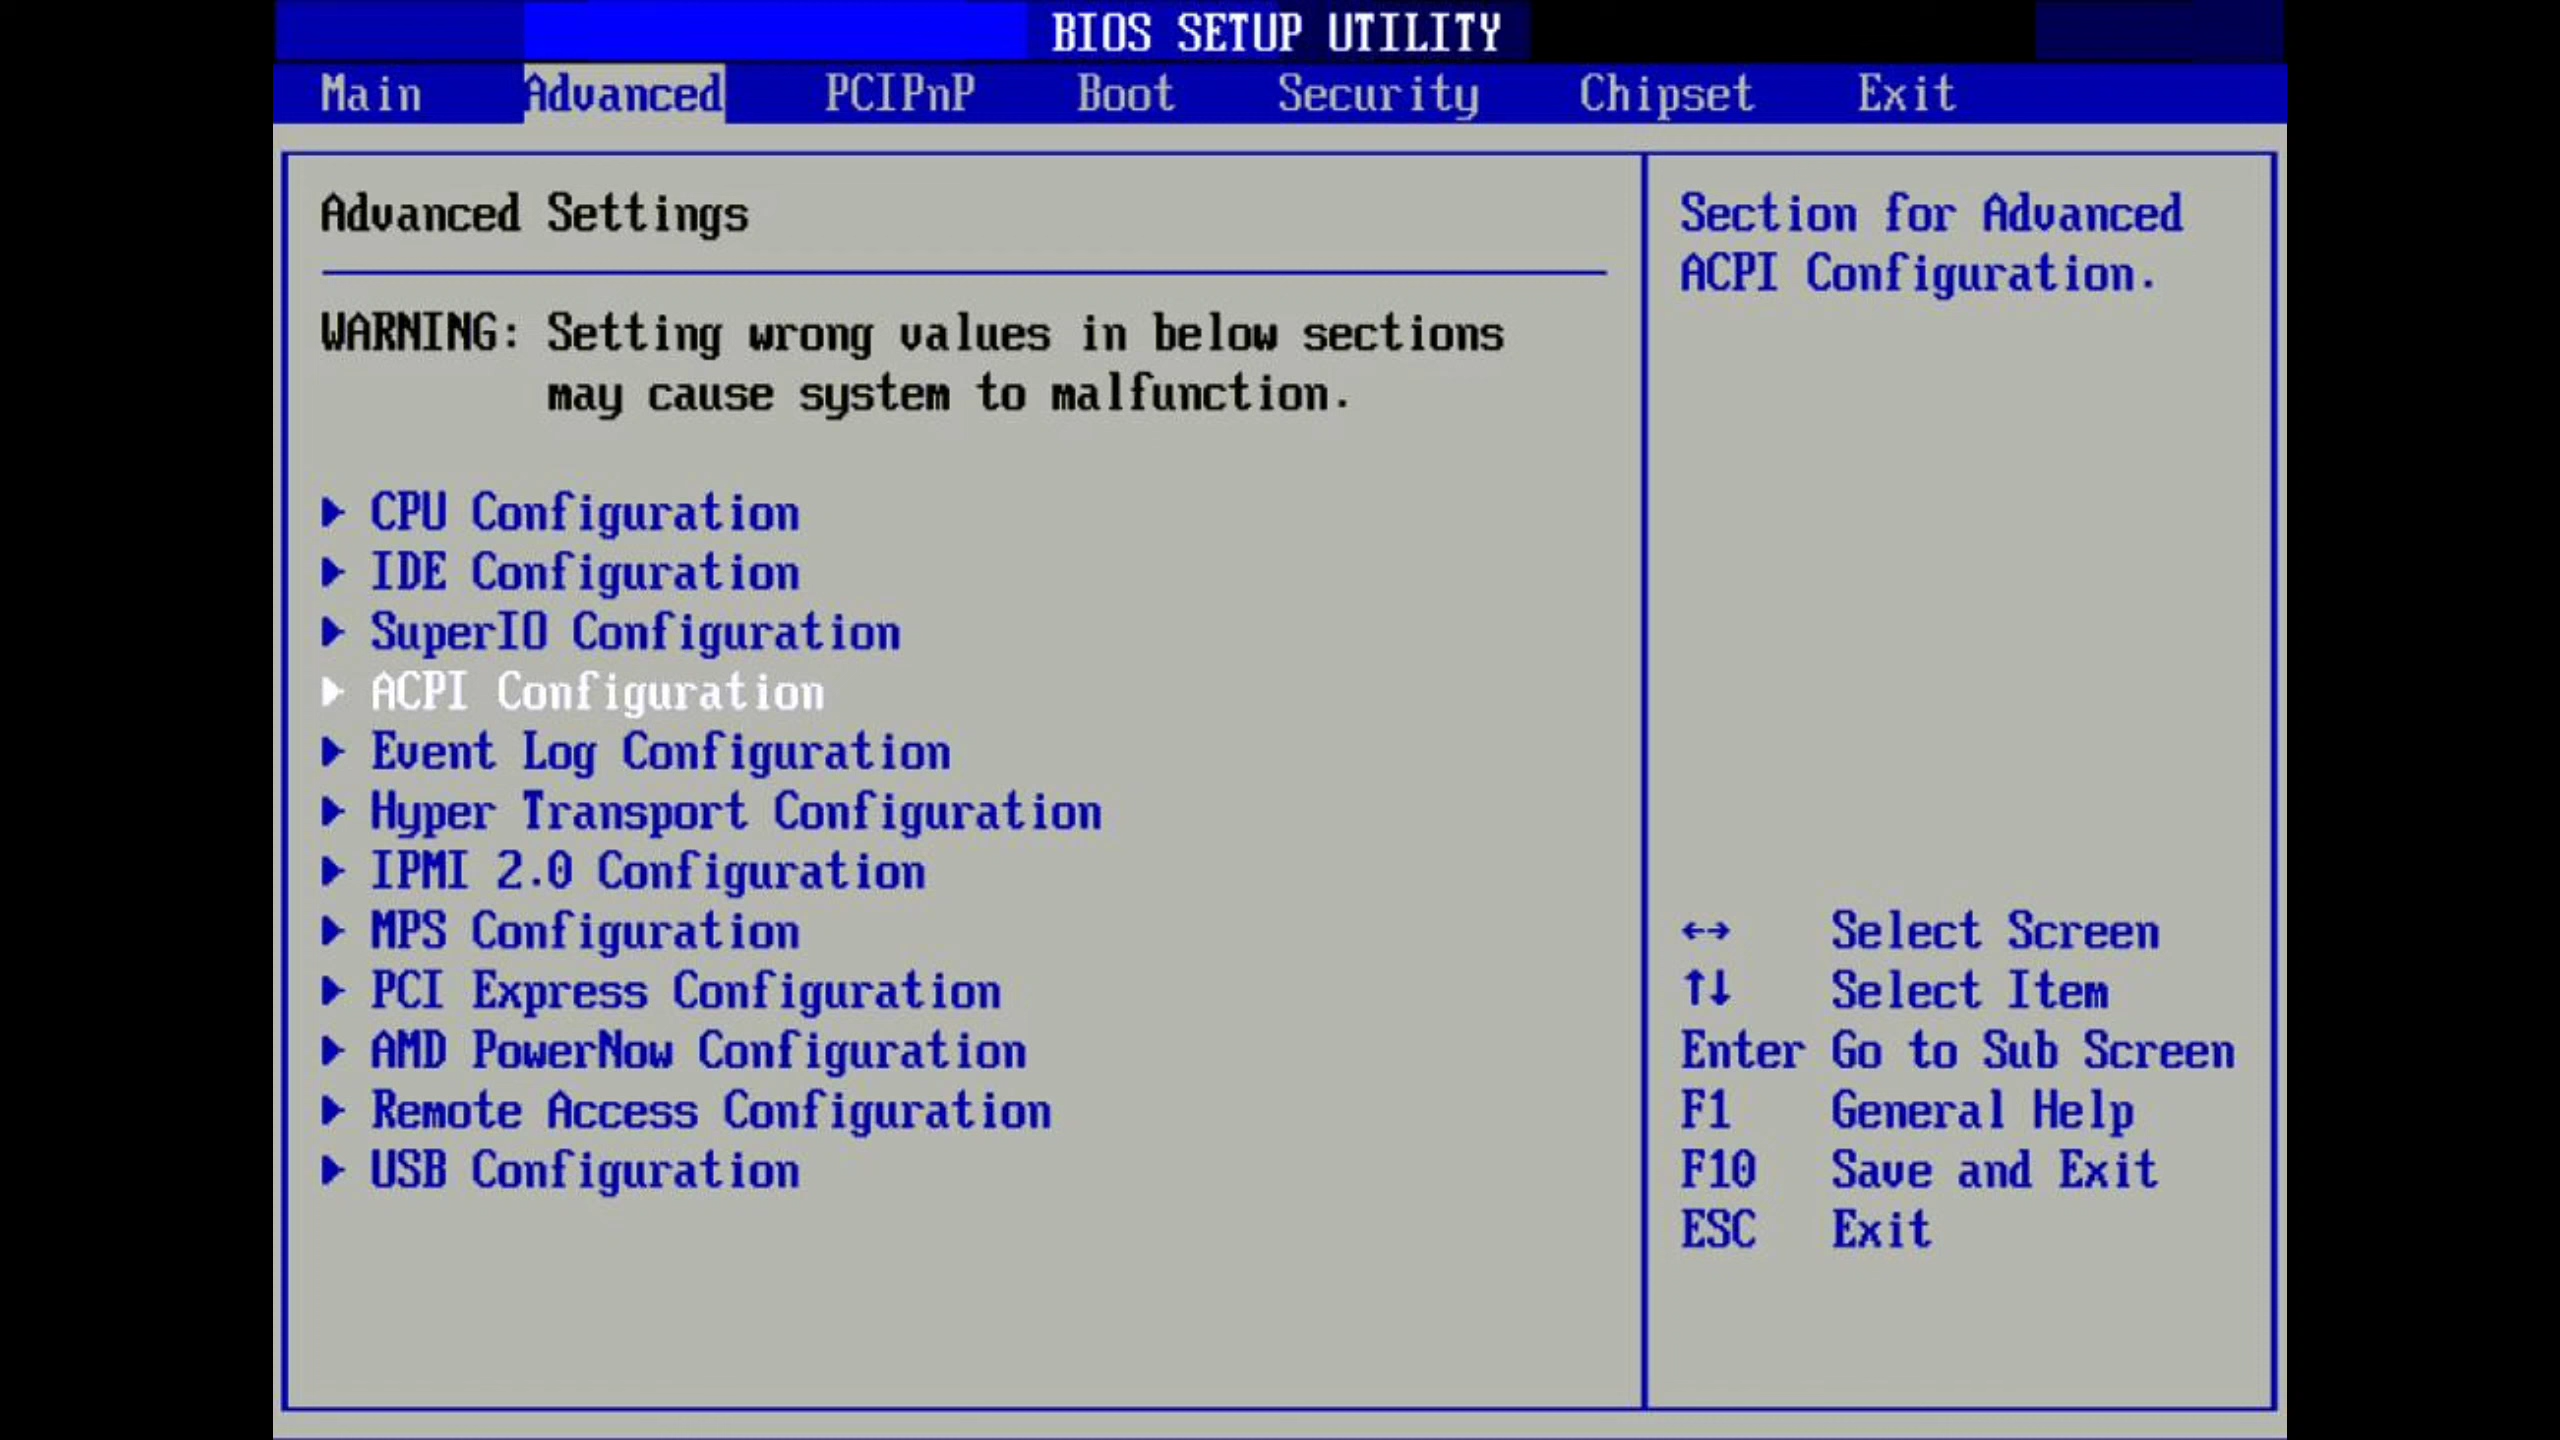 BIOS SETUP UTILITY
Main Advanced PCIPnP Boot Security Chipset Exit
Advanced Settings
WARNING: Setting wrong values in below sections
may cause system to malfunction.
CPU Configuration
IDE Configuration
SuperIO Configuration
ACPI Configuration
Event Log Configuration
Hyper Transport Configuration
IPMI 2.0 Configuration
MPS Configuration
PCI Express Configuration
AMD PowerNow Configuration
Remote Access Configuration
USB Configuration
Section for Advanced
ACPI Configuration.
↔ Select Screen
↑↓ Select Item
Enter Go to Sub Screen
F1 General Help
F10 Save and Exit
ESC Exit